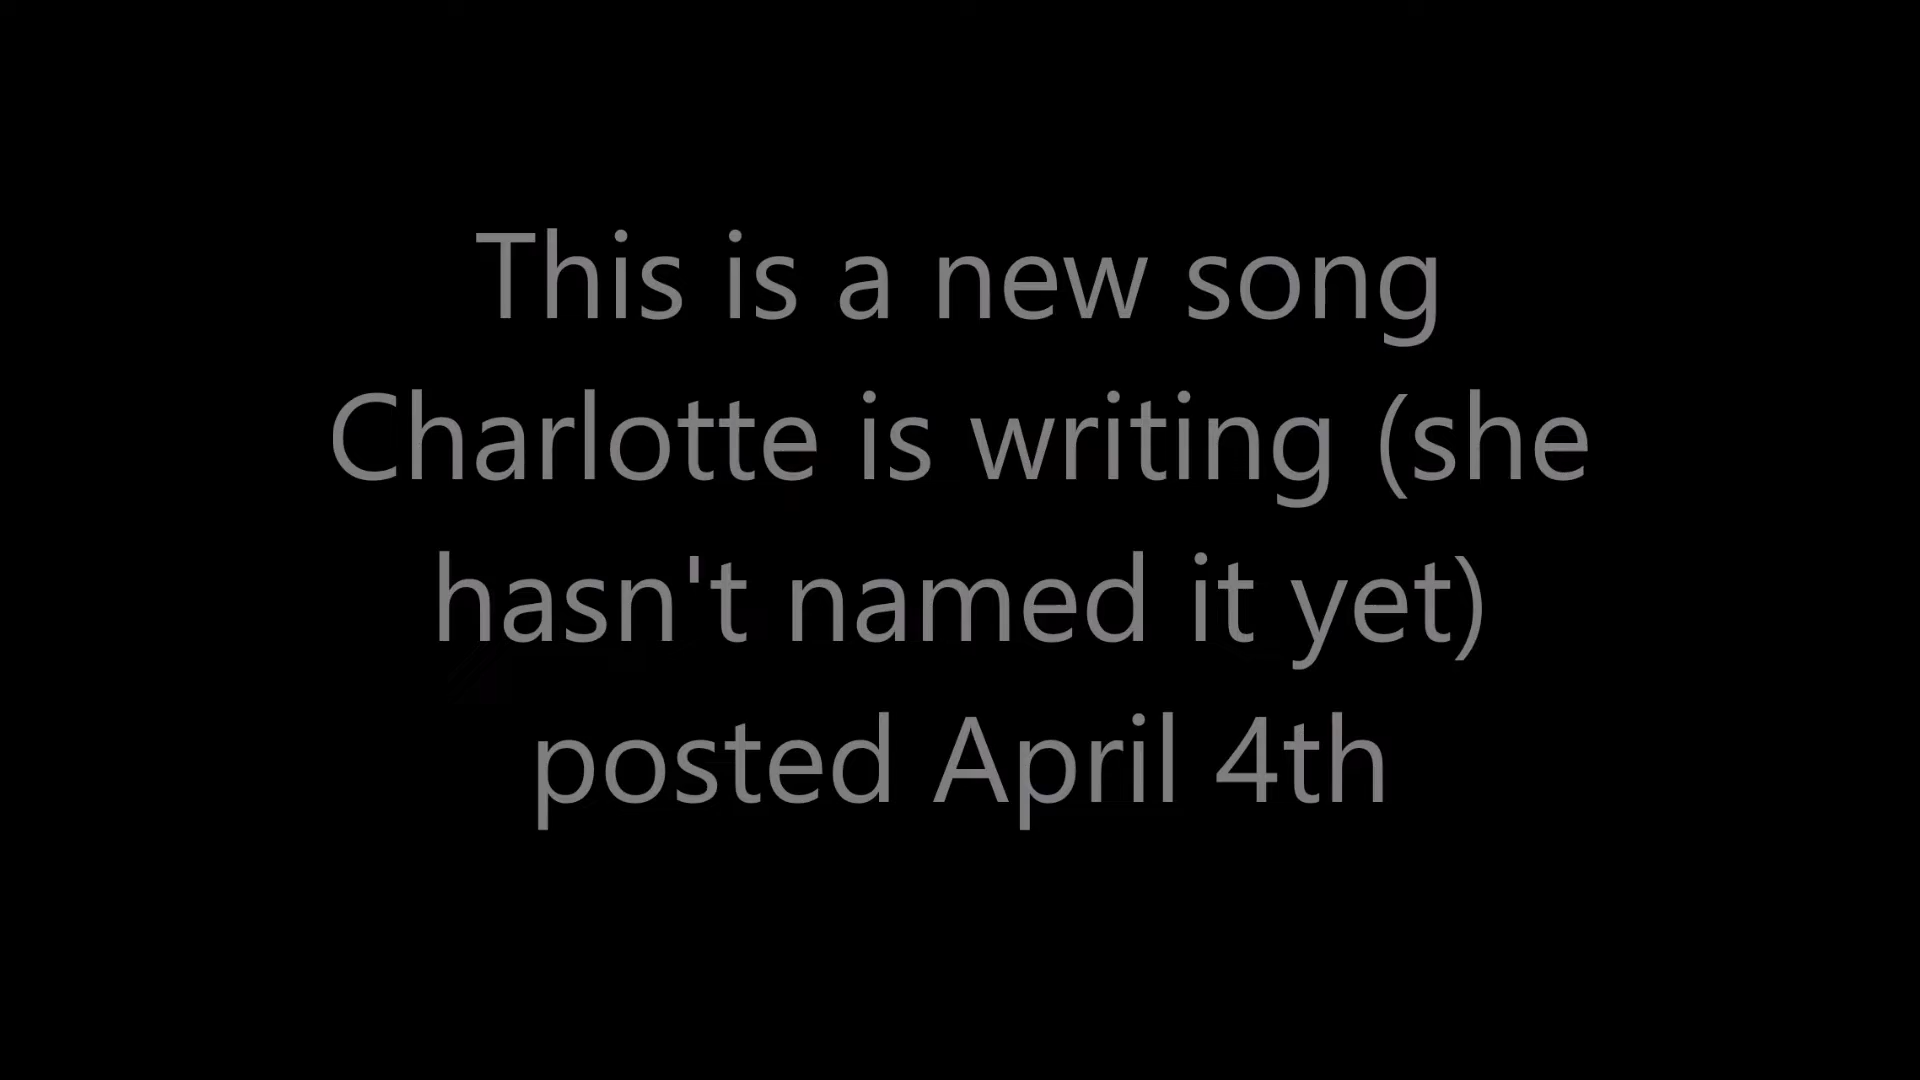 This is a new song
Charlotte is writing (she
hasn't named it yet)
posted April 4th